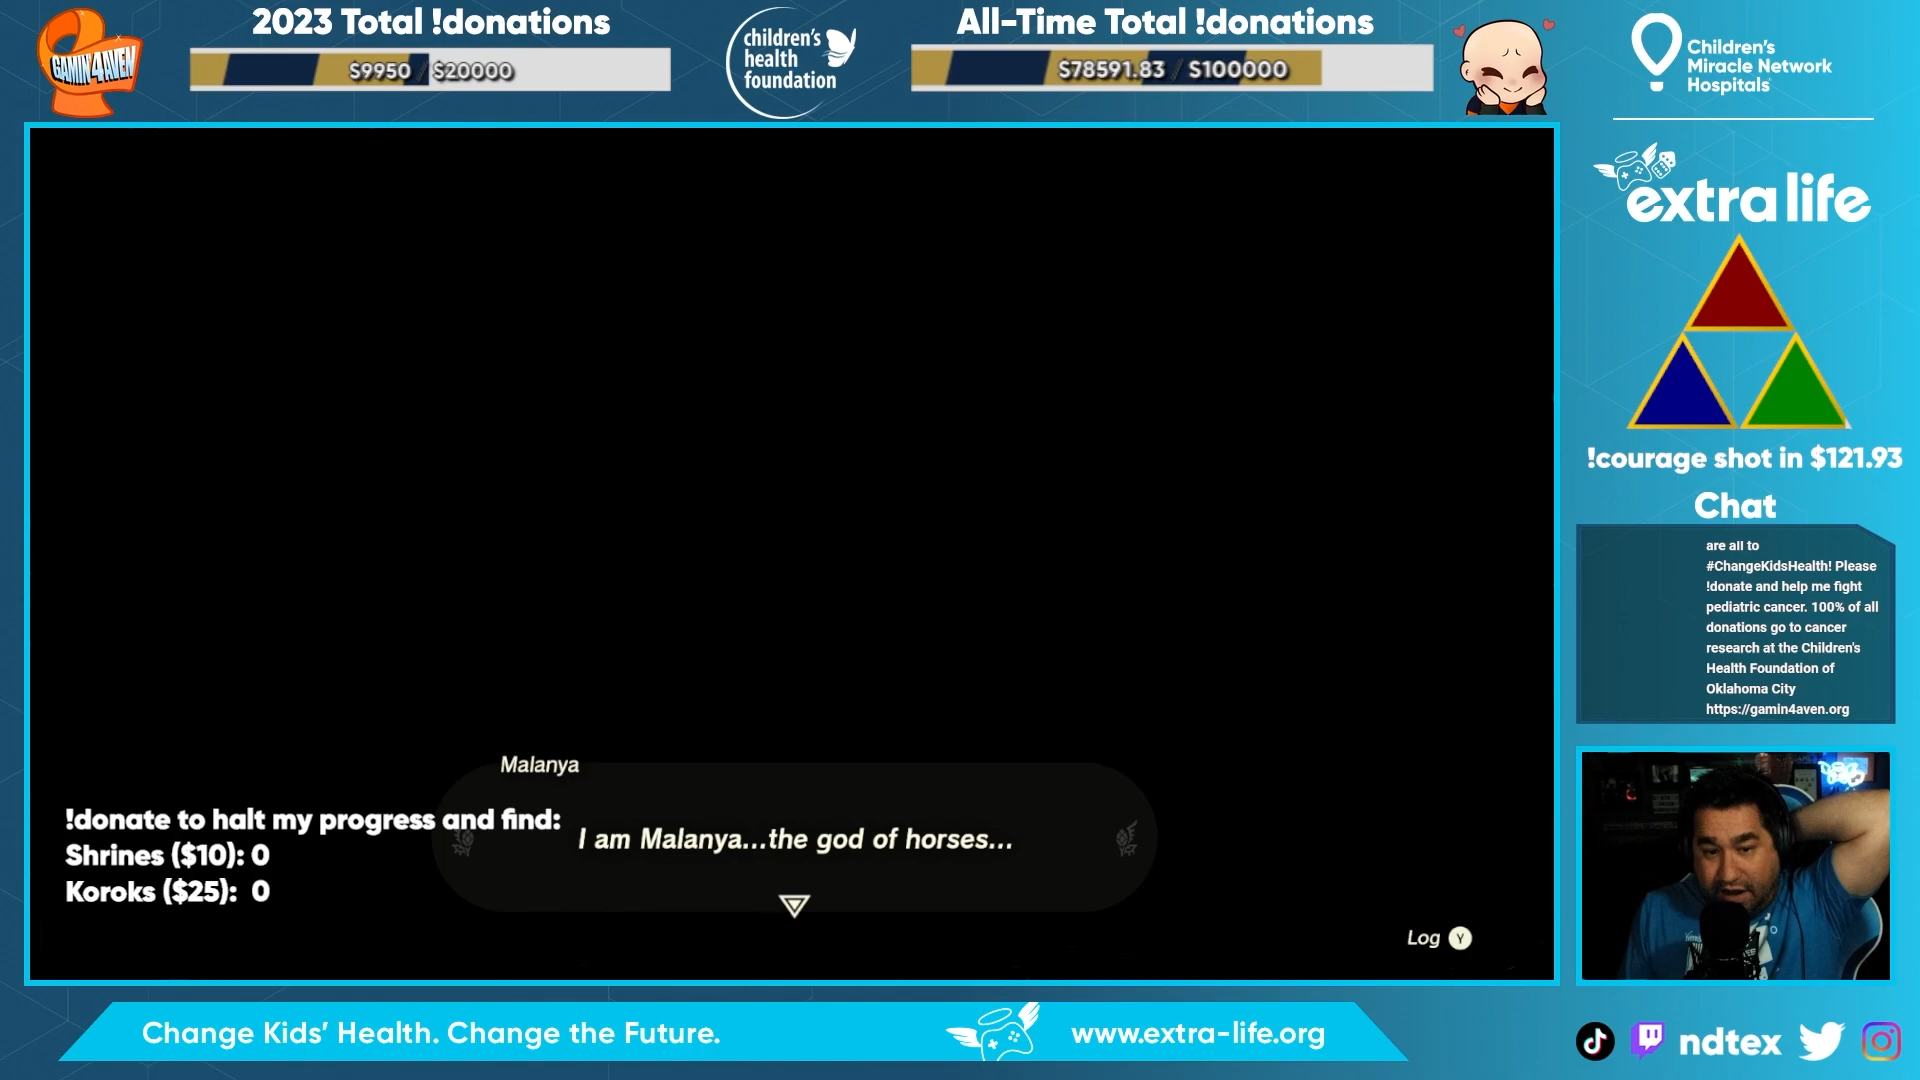 GAMIN4AVEN
2023 Total !donations
$9950 / $20000
children's
health
foundation
All-Time Total !donations
$78591.83 / $100000
Children's
Miracle Network
Hospitals
extra life
!courage shot in $121.93
Chat
are all to
#ChangeKidsHealth! Please
!donate and help me fight
pediatric cancer. 100% of all
donations go to cancer
research at the Children's
Health Foundation of
Oklahoma City
https://gamin4aven.org
Malanya
I am Malanya...the god of horses...
!donate to halt my progress and find:
Shrines ($10): 0
Koroks ($25): 0
Log Y
Change Kids' Health. Change the Future.
www.extra-life.org
ndtex